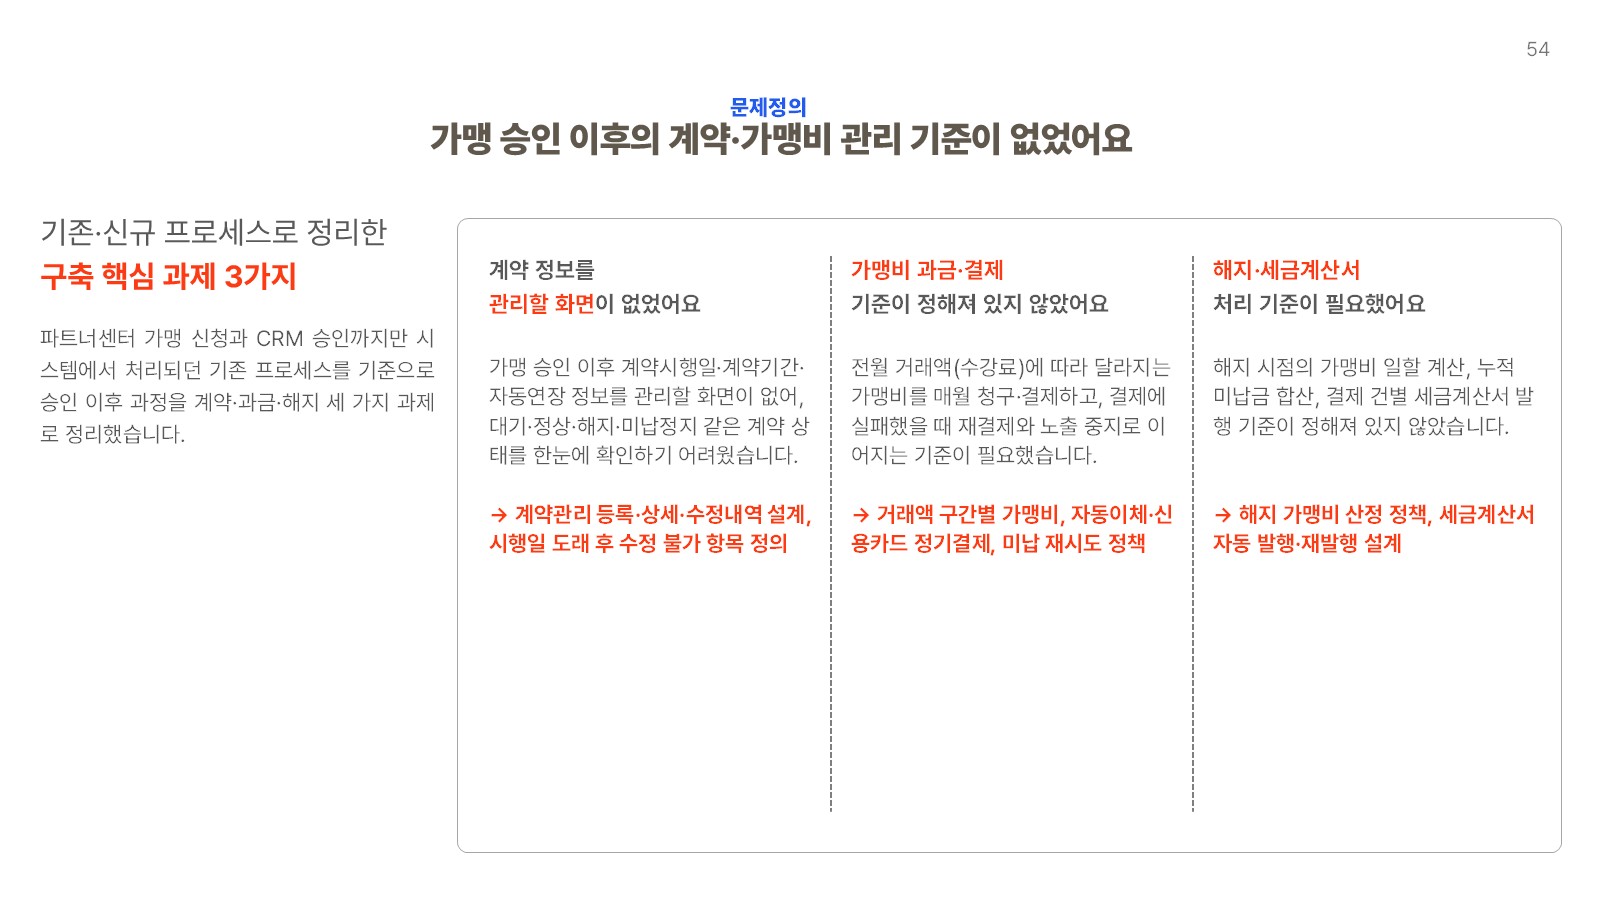 54
문제정의
가맹 승인 이후의 계약·가맹비 관리 기준이 없었어요
기존·신규 프로세스로 정리한
구축 핵심 과제 3가지
파트너센터 가맹 신청과 CRM 승인까지만 시
스템에서 처리되던 기존 프로세스를 기준으로
승인 이후 과정을 계약·과금·해지 세 가지 과제
로 정리했습니다.
계약 정보를
관리할 화면이 없었어요
가맹 승인 이후 계약시행일·계약기간·
자동연장 정보를 관리할 화면이 없어,
대기·정상·해지·미납정지 같은 계약 상
태를 한눈에 확인하기 어려웠습니다.
→ 계약관리 등록·상세·수정내역 설계,
시행일 도래 후 수정 불가 항목 정의
가맹비 과금·결제
기준이 정해져 있지 않았어요
전월 거래액(수강료)에 따라 달라지는
가맹비를 매월 청구·결제하고, 결제에
실패했을 때 재결제와 노출 중지로 이
어지는 기준이 필요했습니다.
→ 거래액 구간별 가맹비, 자동이체·신
용카드 정기결제, 미납 재시도 정책
해지·세금계산서
처리 기준이 필요했어요
해지 시점의 가맹비 일할 계산, 누적
미납금 합산, 결제 건별 세금계산서 발
행 기준이 정해져 있지 않았습니다.
→ 해지 가맹비 산정 정책, 세금계산서
자동 발행·재발행 설계